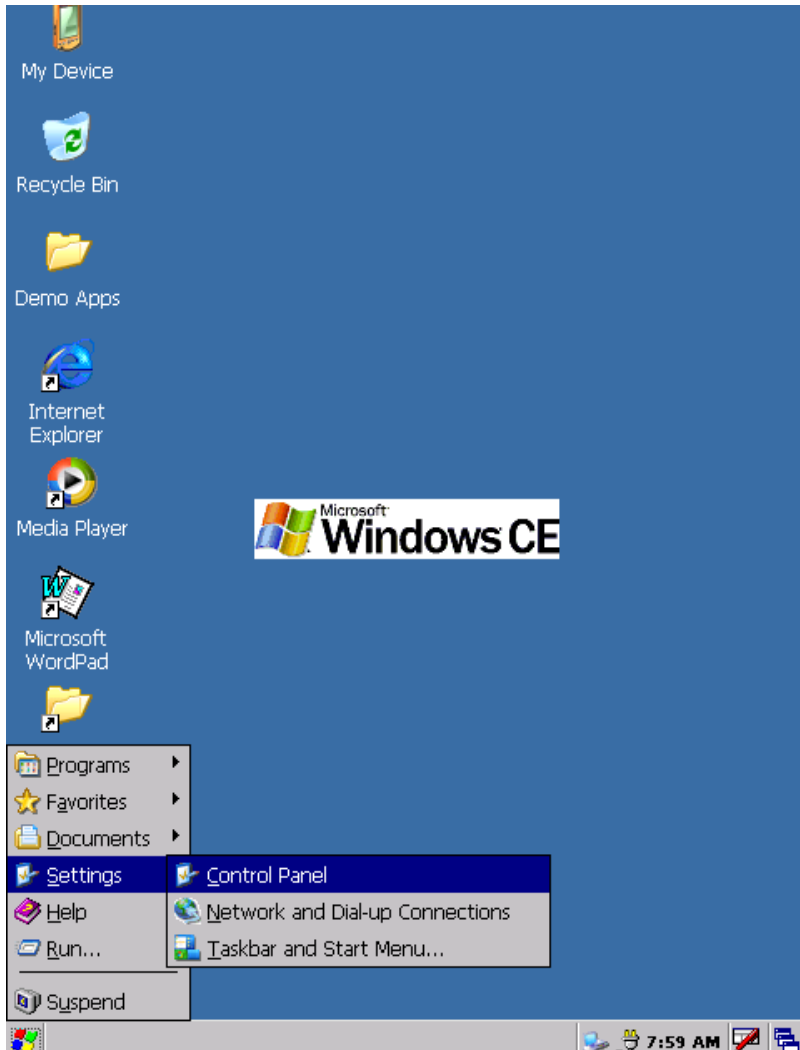 My Device
Recycle Bin
Demo Apps
Internet
Explorer
Media Player
Microsoft
WordPad
Microsoft
Windows CE
Programs
Favorites
Documents
Settings
Help
Run...
Suspend
Control Panel
Network and Dial-up Connections
Taskbar and Start Menu...
7:59 AM